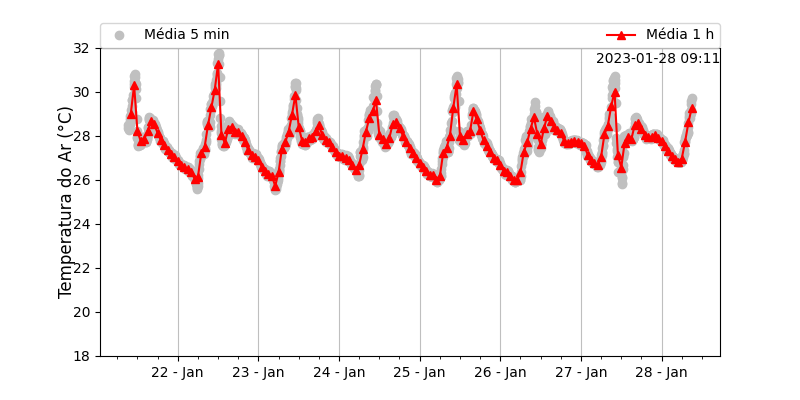 Média 5 min
Média 1 h
2023-01-28 09:11
Temperatura do Ar (°C)
32
30
28
26
24
22
20
18
22 - Jan
23 - Jan
24 - Jan
25 - Jan
26 - Jan
27 - Jan
28 - Jan